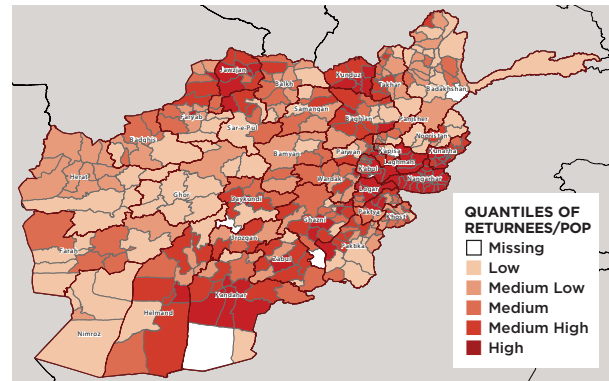 Jawzjan
Balkh
Kunduz
Takhar
Badakhshan
Faryab
Samangan
Baghlan
Panjsher
Sar-e-Pul
Badghis
Nooristan
Kapisa
Kunarha
Bamyan
Parwan
Laghman
Kabul
Nangarhar
Herat
Wardak
Logar
Ghor
Daykundi
Paktya
Khost
Ghazni
Urozgan
Farah
Paktika
Zabul
Kandahar
Helmand
Nimroz
QUANTILES OF
RETURNEES/POP
Missing
Low
Medium Low
Medium
Medium High
High